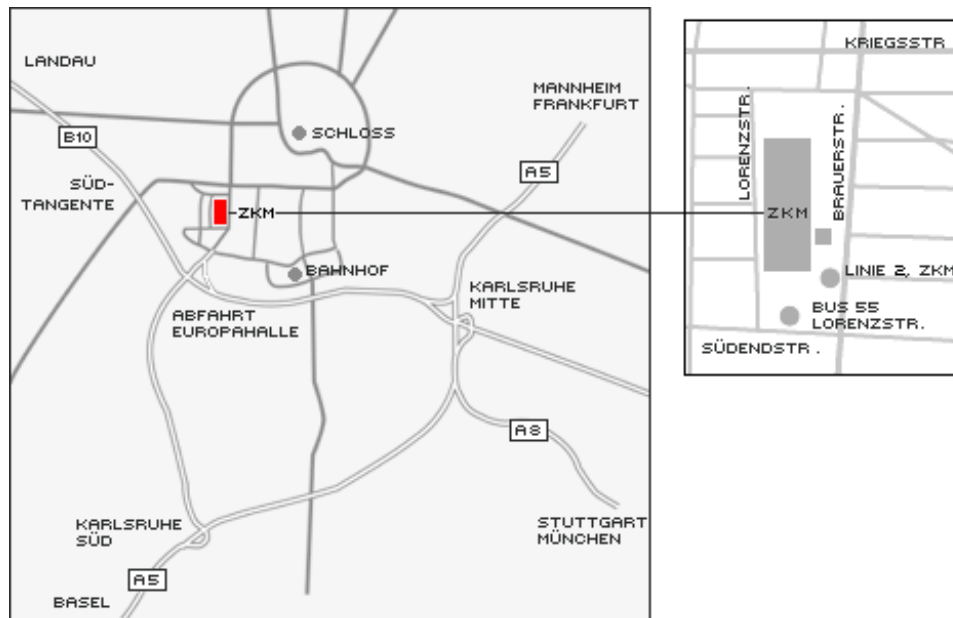 LANDAU
MANNHEIM
FRANKFURT
B10
SCHLOSS
A5
SÜD-
TANGENTE
ZKM
BAHNHOF
KARLSRUHE
MITTE
ABFAHRT
EUROPAHALLE
A8
KARLSRUHE
SÜD
STUTTGART
MÜNCHEN
A5
BASEL
KRIEGSSTR
LORENZSTR.
BRAUERSTR.
ZKM
LINIE 2, ZKM
BUS 55
LORENZSTR.
SÜDENDSTR.